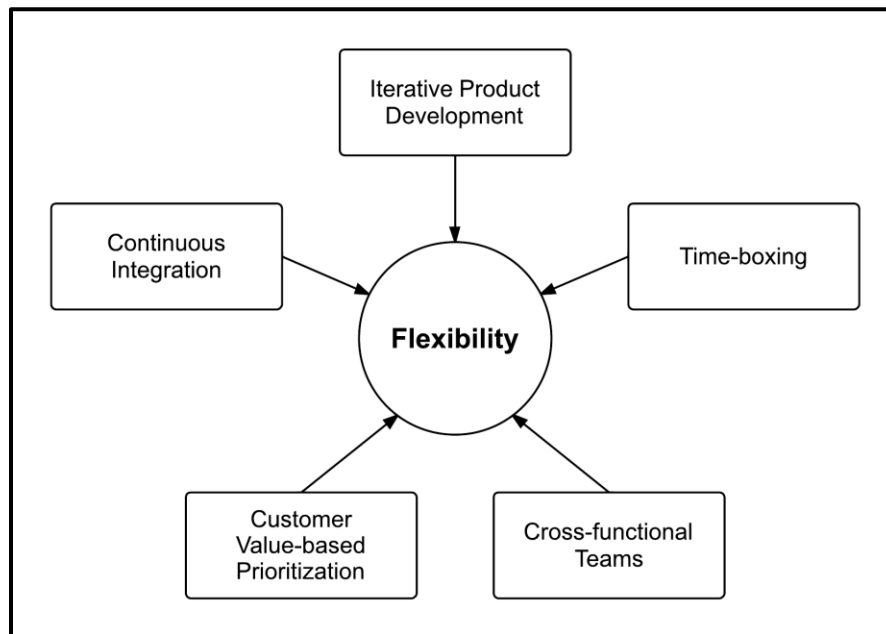 Iterative Product
Development
Continuous
Integration
Time-boxing
Flexibility
Customer
Value-based
Prioritization
Cross-functional
Teams